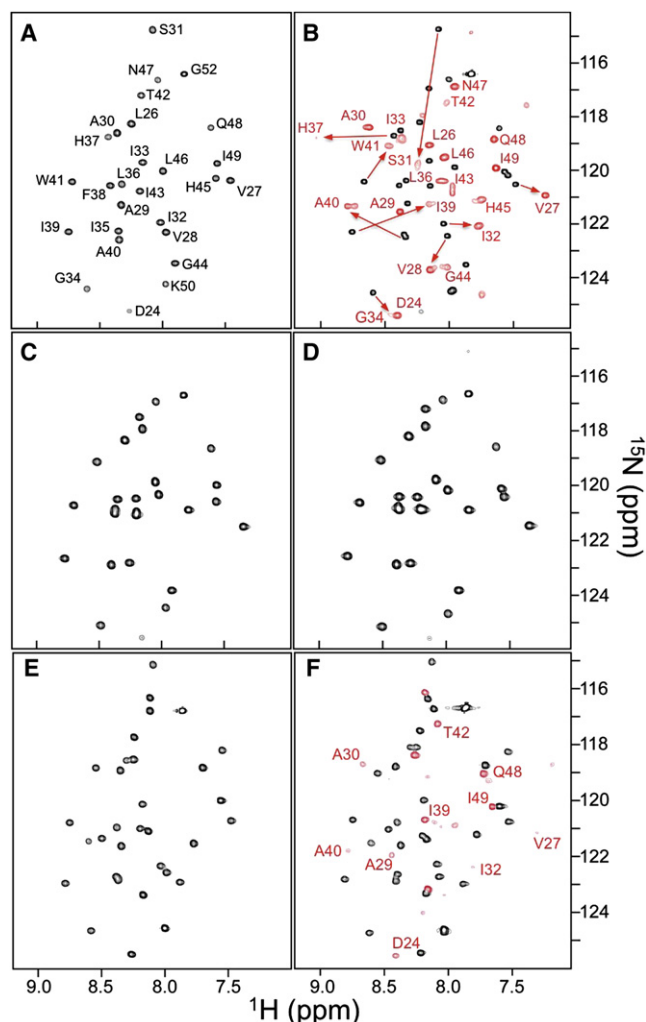 A
S31
G52
N47
T42
A30
L26
Q48
H37
I33
L46
I49
L36
W41
F38
I43
H45
V27
A29
I39
I35
I32
A40
V28
G44
G34
K50
D24
B
116
N47
T42
A30
I33
118
H37
L26
Q48
W41
S31
L46
I49
120
L36
I43
A40
A29
I39
H45
V27
122
I32
V28
G44
124
D24
G34
C
D
116
118
120
122
124
15N (ppm)
E
F
116
T42
118
A30
Q48
I49
120
I39
V27
A40
A29
I32
122
124
D24
9.0
8.5
8.0
7.5
9.0
8.5
8.0
7.5
1H (ppm)